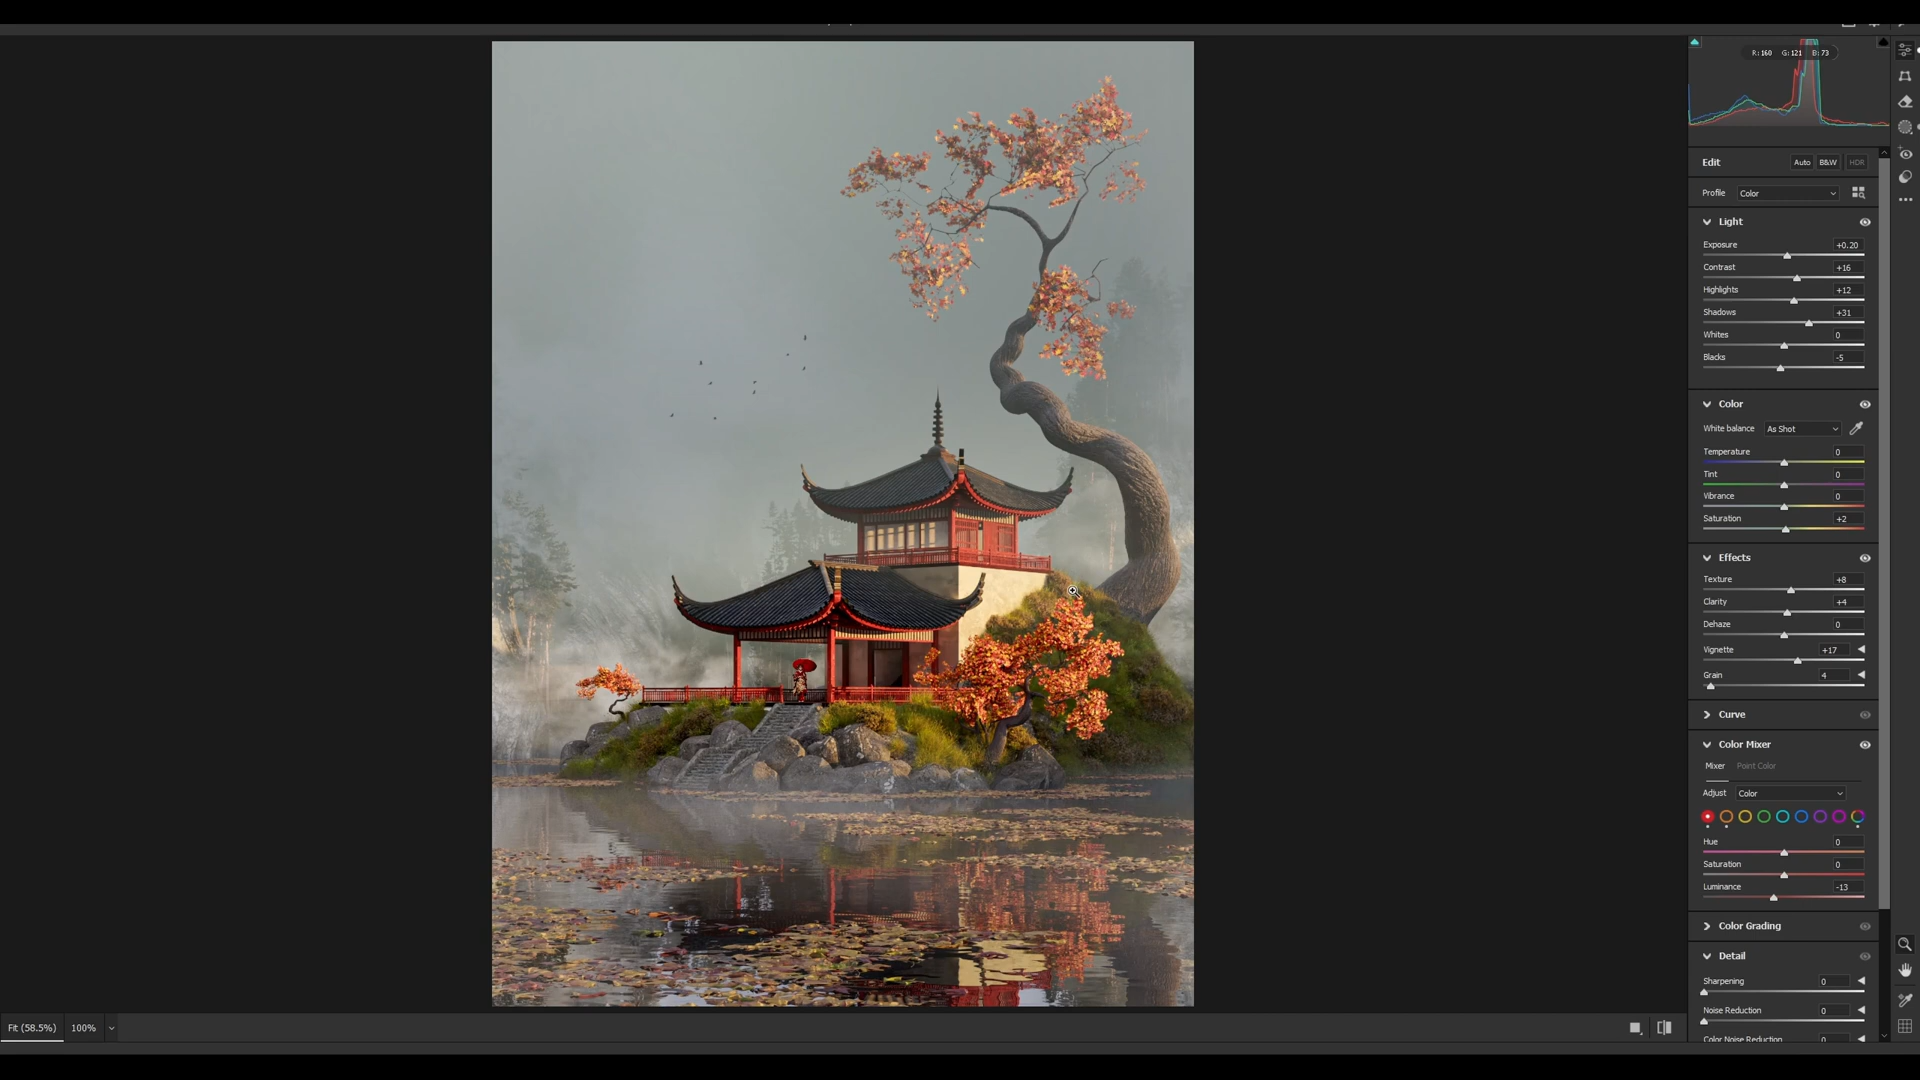 R: 160 G: 121 B: 73
Edit Auto B&W HDR
Profile Color
Light
Exposure +0.20
Contrast +16
Highlights +12
Shadows +31
Whites 0
Blacks -5
Color
White balance As Shot
Temperature 0
Tint 0
Vibrance 0
Saturation +2
Effects
Texture +8
Clarity +4
Dehaze 0
Vignette +17
Grain 4
Curve
Color Mixer
Mixer Point Color
Adjust Color
Hue 0
Saturation 0
Luminance -13
Color Grading
Detail
Sharpening 0
Noise Reduction 0
Color Noise Reduction 0
Fit (58.5%) 100%